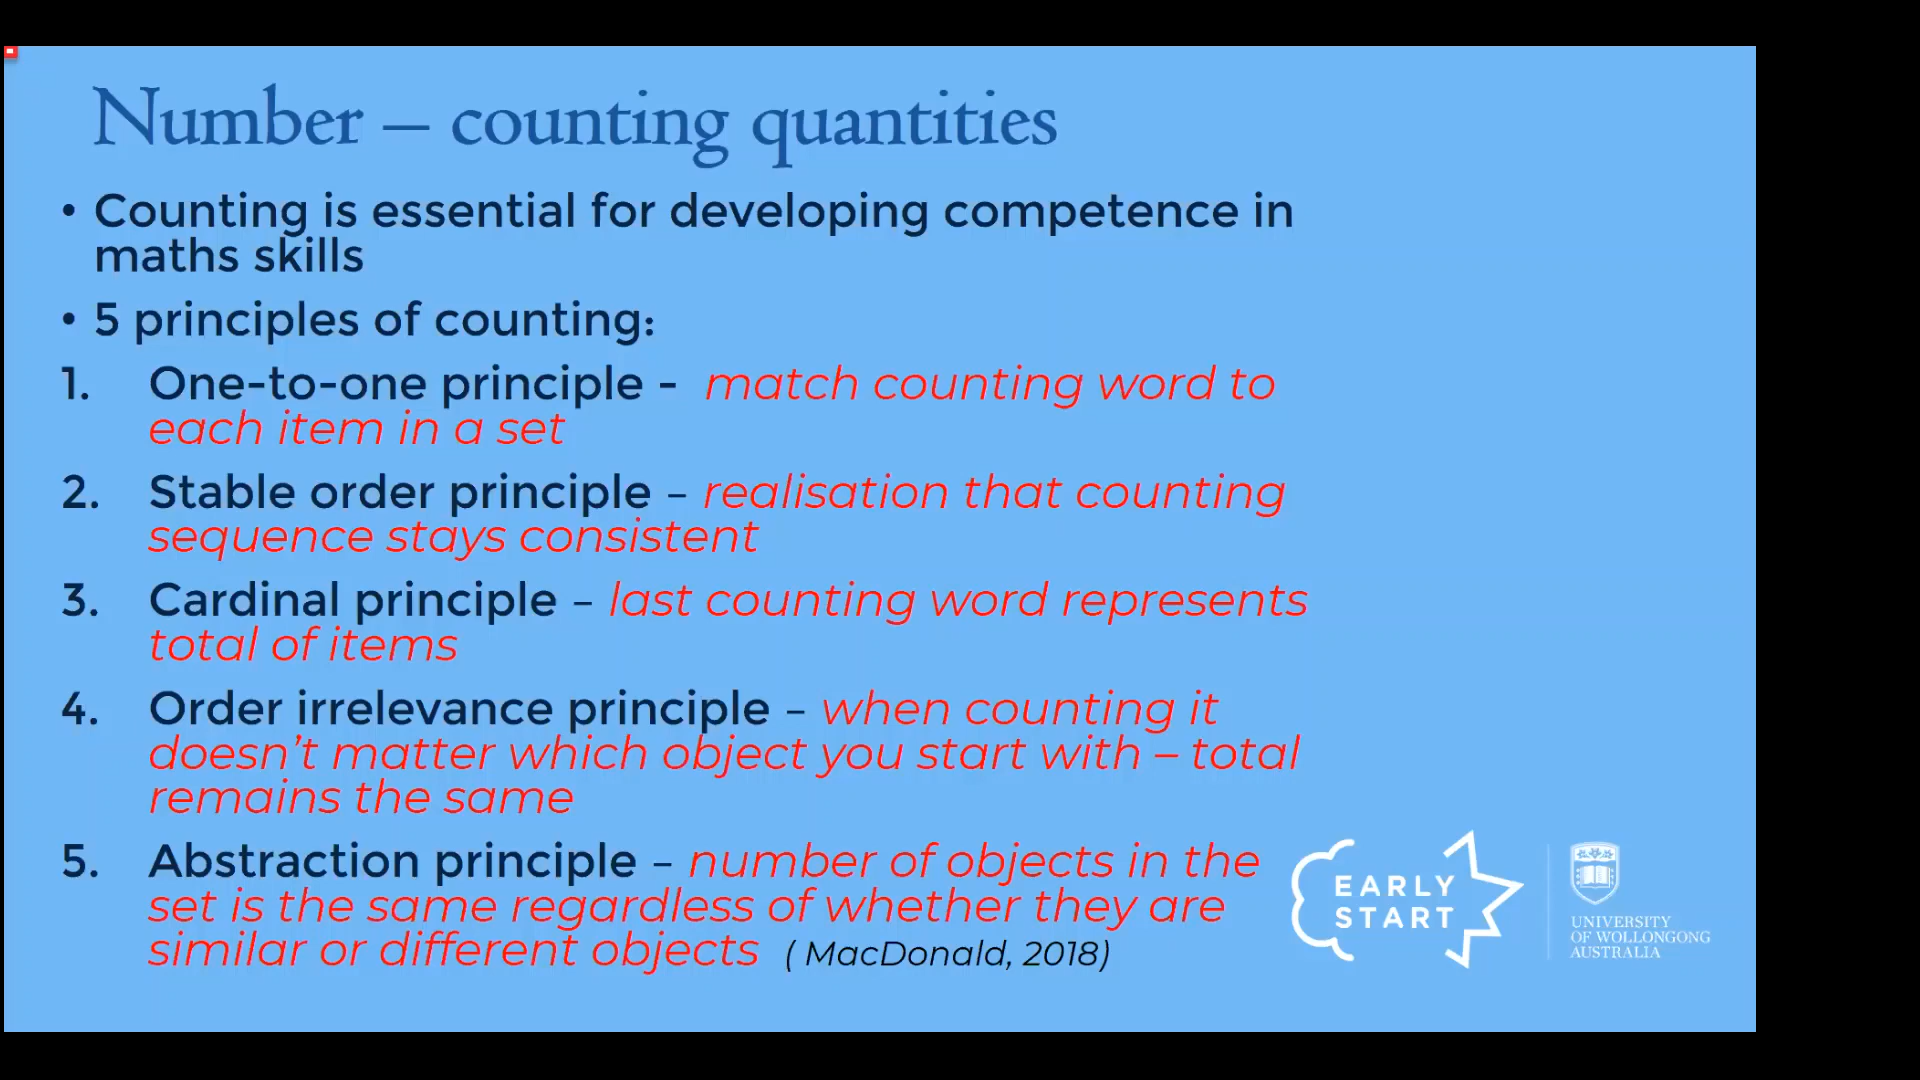 Number – counting quantities
• Counting is essential for developing competence in
maths skills
• 5 principles of counting:
1. One-to-one principle - match counting word to
each item in a set
2. Stable order principle – realisation that counting
sequence stays consistent
3. Cardinal principle – last counting word represents
total of items
4. Order irrelevance principle – when counting it
doesn't matter which object you start with – total
remains the same
5. Abstraction principle – number of objects in the
set is the same regardless of whether they are
similar or different objects ( MacDonald, 2018)
EARLY
START
UNIVERSITY
OF WOLLONGONG
AUSTRALIA